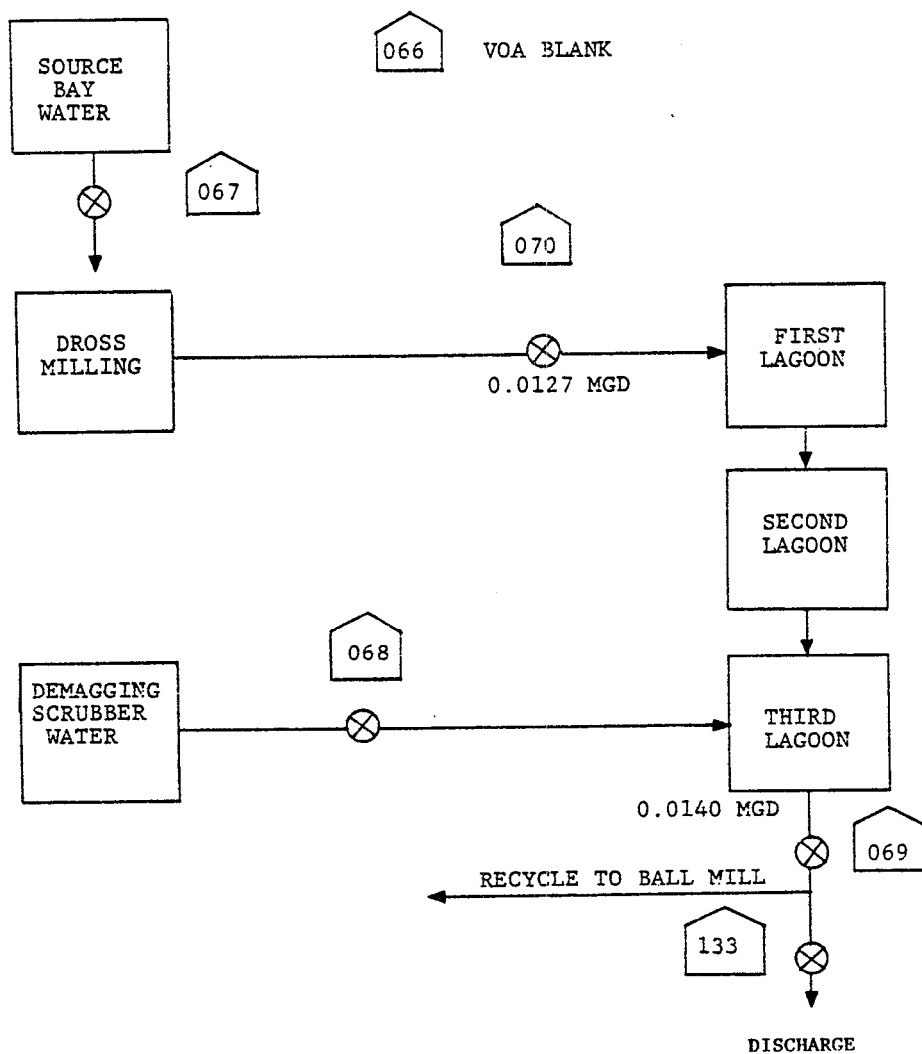 066 VOA BLANK
SOURCE
BAY
WATER
067
070
DROSS
MILLING
0.0127 MGD
FIRST
LAGOON
SECOND
LAGOON
068
DEMAGGING
SCRUBBER
WATER
THIRD
LAGOON
0.0140 MGD
069
RECYCLE TO BALL MILL
133
DISCHARGE